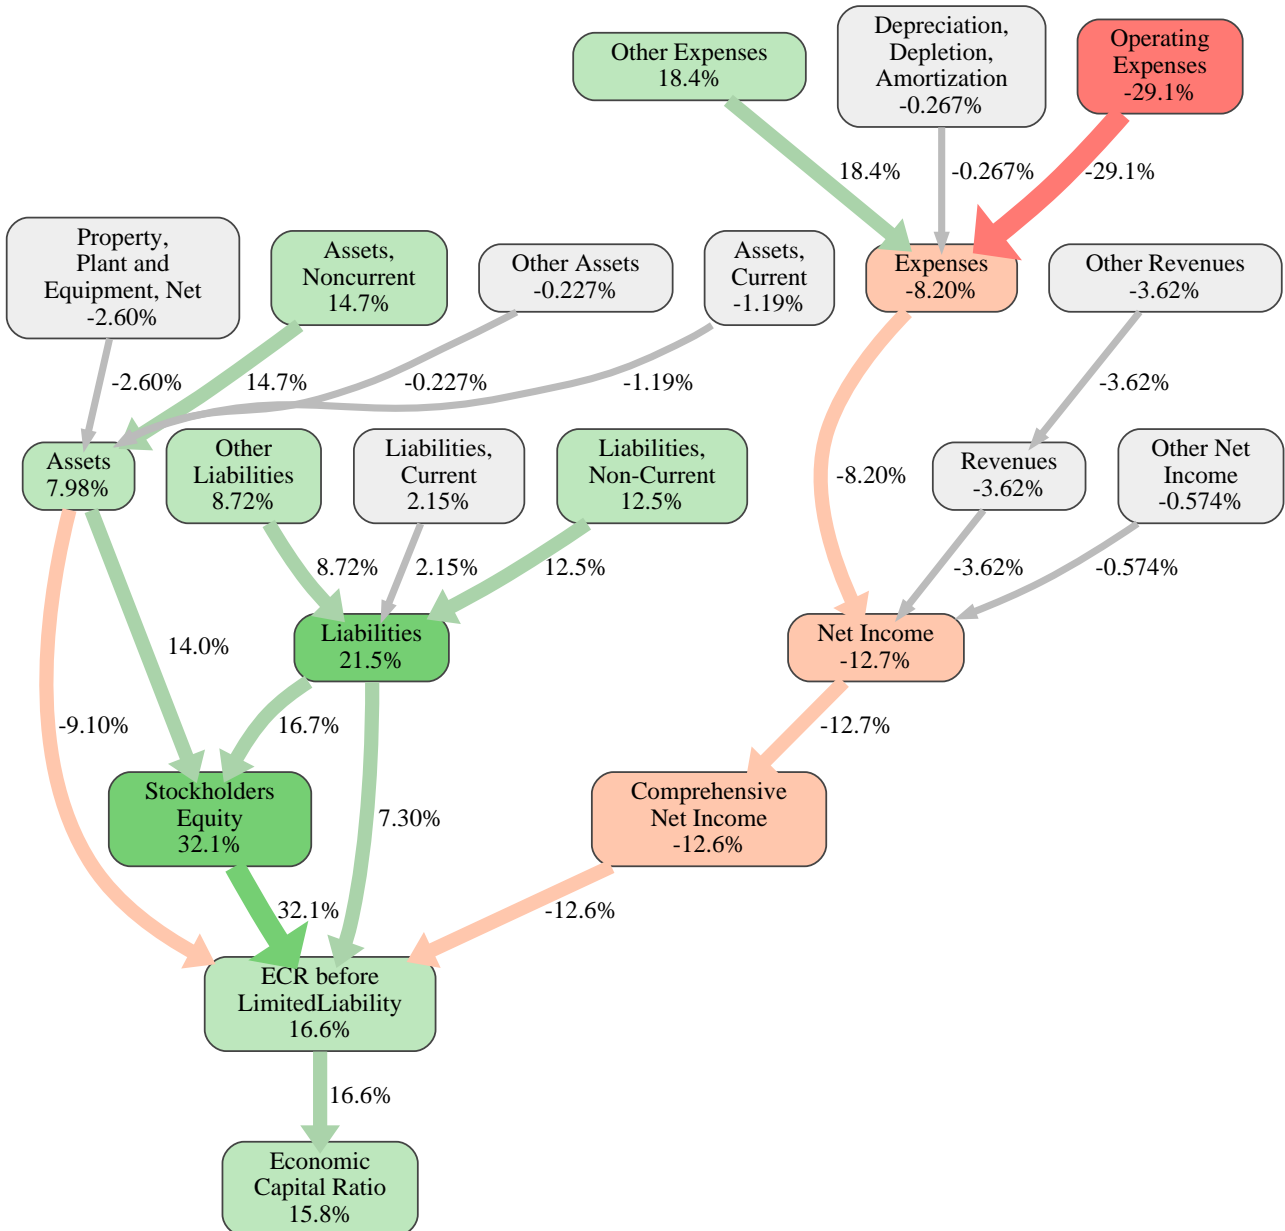 Other Expenses
18.4%
Depreciation,
Depletion,
Amortization
-0.267%
Operating
Expenses
-29.1%
18.4%
-0.267%
-29.1%
Property,
Plant and
Equipment, Net
-2.60%
Assets,
Noncurrent
14.7%
Other Assets
-0.227%
Assets,
Current
-1.19%
Expenses
-8.20%
Other Revenues
-3.62%
-2.60%
14.7%
-0.227%
-1.19%
-3.62%
Assets
7.98%
Other
Liabilities
8.72%
Liabilities,
Current
2.15%
Liabilities,
Non-Current
12.5%
-8.20%
Revenues
-3.62%
Other Net
Income
-0.574%
8.72%
2.15%
12.5%
-3.62%
-0.574%
14.0%
Liabilities
21.5%
Net Income
-12.7%
-9.10%
16.7%
-12.7%
Stockholders
Equity
32.1%
7.30%
Comprehensive
Net Income
-12.6%
32.1%
-12.6%
ECR before
LimitedLiability
16.6%
16.6%
Economic
Capital Ratio
15.8%